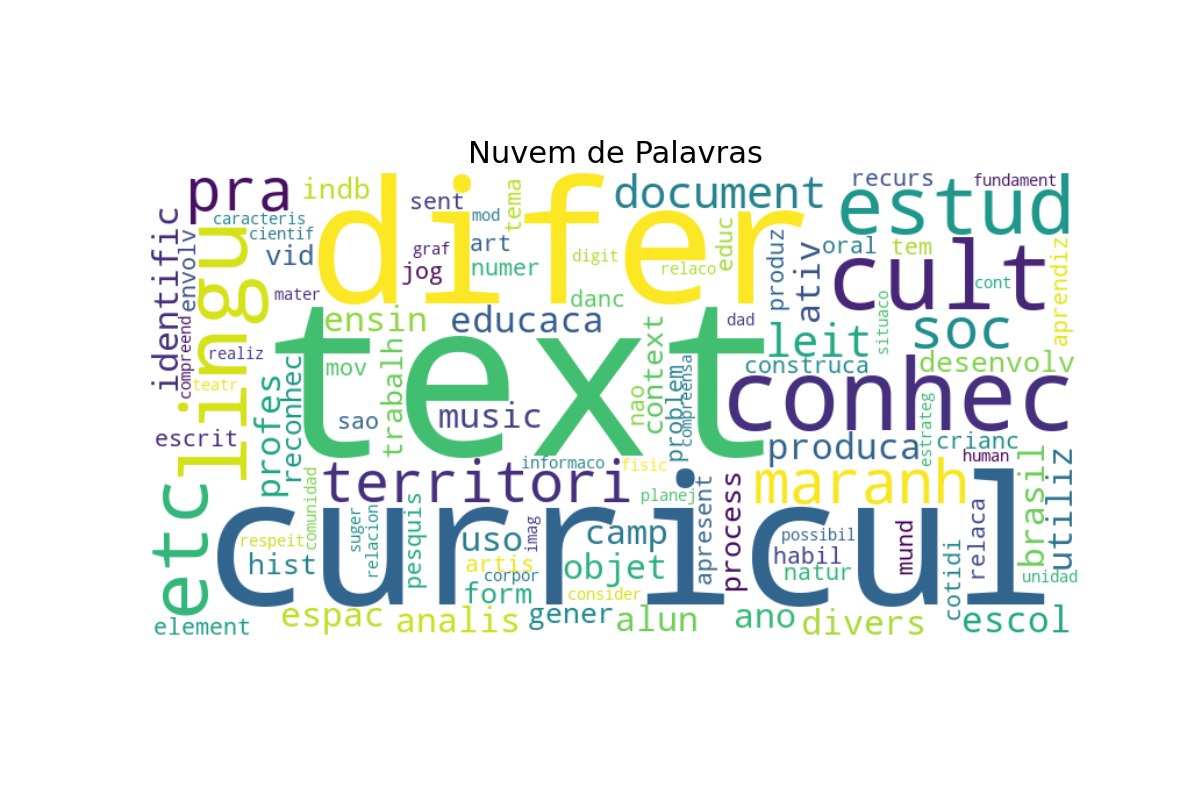 Nuvem de Palavras
pra
indb
sent
tema
document
recurs
fundament
difer
estud
caracteris
cientif
mod
educ
identific
envolv
lingu
vid
graf
art
jog
numer
digit
relaco
produz
oral
tem
ativ
cult
cont
aprendiz
mater
danc
situaco
ensin
educaca
dad
soc
text
leit
compreend
realiz
mov
trabalh
context
construca
desenvolv
teatr
profes
reconhec
sao
music
nao
problem
compreensa
conhec
estrateg
escrit
produca
crianc
human
informaco
fisic
territori
maranh
brasil
utiliz
etc
comunidad
planej
apresent
process
curricul
suger
relacion
pesquis
respeit
uso
imag
camp
possibil
mund
relaca
hist
artis
objet
habil
natur
cotidi
unidad
corpor
form
consider
element
espac
analis
gener
alun
ano
divers
escol